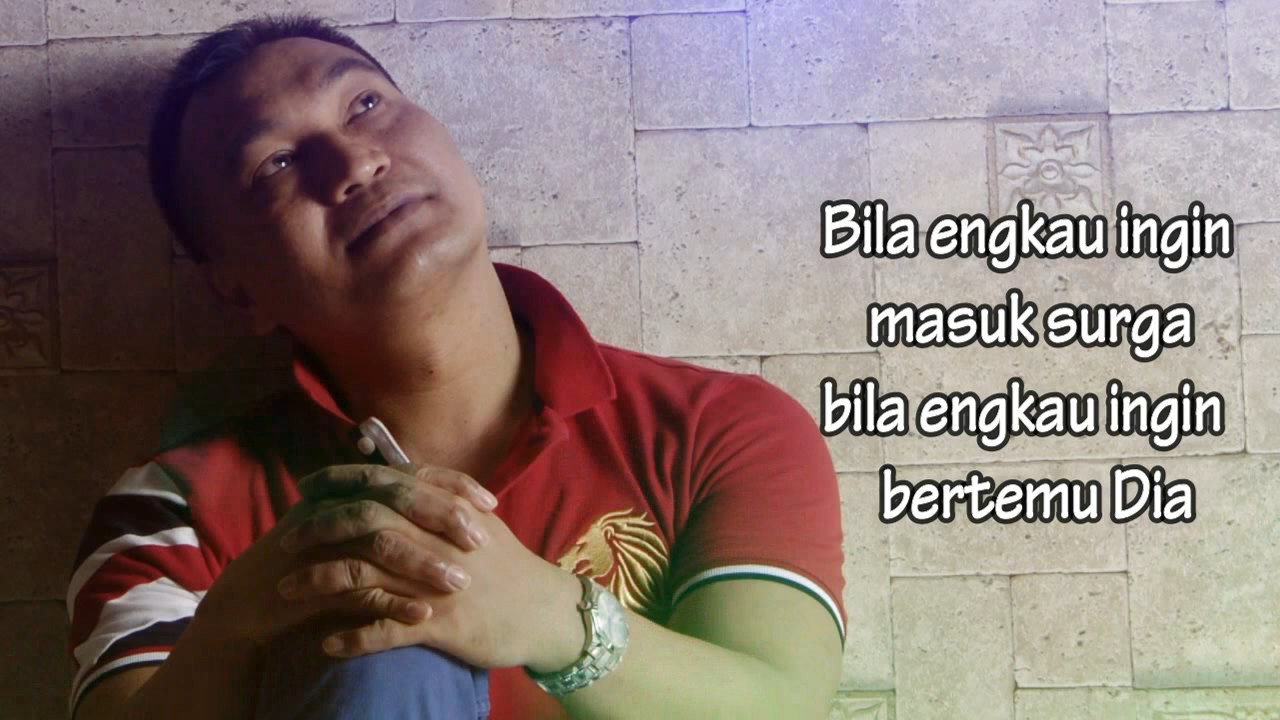 Bila engkau ingin
masuk surga
bila engkau ingin
bertemu Dia